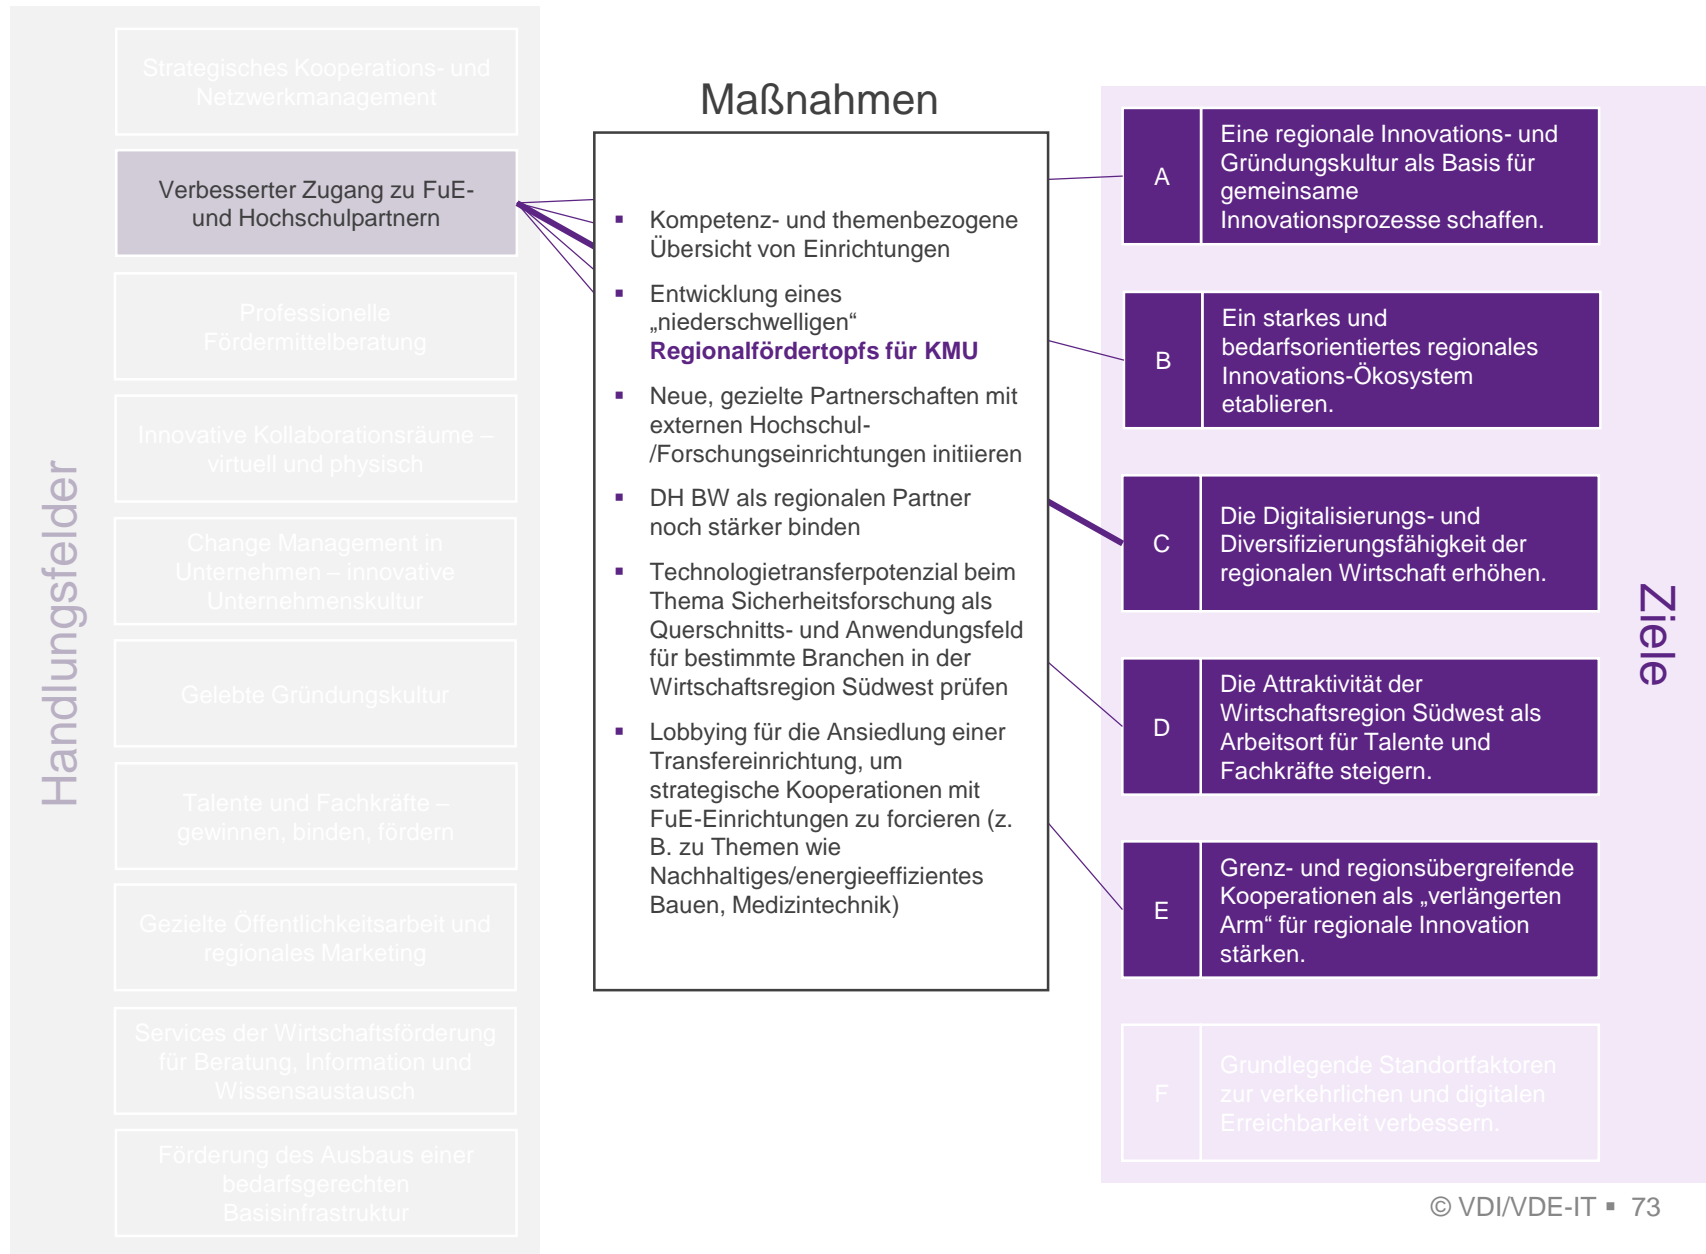 Handlungsfelder
Strategisches Kooperations- und
Netzwerkmanagement
Verbesserter Zugang zu FuE-
und Hochschulpartnern
Professionelle
Fördermittelberatung
Innovative Kollaborationsräume –
virtuell und physisch
Change Management in
Unternehmen – innovative
Unternehmenskultur
Gelebte Gründungskultur
Talente und Fachkräfte –
gewinnen, binden, fördern
Gezielte Öffentlichkeitsarbeit und
regionales Marketing
Services der Wirtschaftsförderung
für Beratung, Information und
Wissensaustausch
Förderung des Ausbaus einer
bedarfsgerechten
Basisinfrastruktur
Maßnahmen
▪ Kompetenz- und themenbezogene
Übersicht von Einrichtungen
▪ Entwicklung eines
„niederschwelligen“
Regionalfördertopfs für KMU
▪ Neue, gezielte Partnerschaften mit
externen Hochschul-
/Forschungseinrichtungen initiieren
▪ DH BW als regionalen Partner
noch stärker binden
▪ Technologietransferpotenzial beim
Thema Sicherheitsforschung als
Querschnitts- und Anwendungsfeld
für bestimmte Branchen in der
Wirtschaftsregion Südwest prüfen
▪ Lobbying für die Ansiedlung einer
Transfereinrichtung, um
strategische Kooperationen mit
FuE-Einrichtungen zu forcieren (z.
B. zu Themen wie
Nachhaltiges/energieeffizientes
Bauen, Medizintechnik)
Ziele
A
Eine regionale Innovations- und
Gründungskultur als Basis für
gemeinsame
Innovationsprozesse schaffen.
B
Ein starkes und
bedarfsorientiertes regionales
Innovations-Ökosystem
etablieren.
C
Die Digitalisierungs- und
Diversifizierungsfähigkeit der
regionalen Wirtschaft erhöhen.
D
Die Attraktivität der
Wirtschaftsregion Südwest als
Arbeitsort für Talente und
Fachkräfte steigern.
E
Grenz- und regionsübergreifende
Kooperationen als „verlängerten
Arm“ für regionale Innovation
stärken.
F
Grundlegende Standortfaktoren
zur verkehrlichen und digitalen
Erreichbarkeit verbessern.
© VDI/VDE-IT ▪ 73